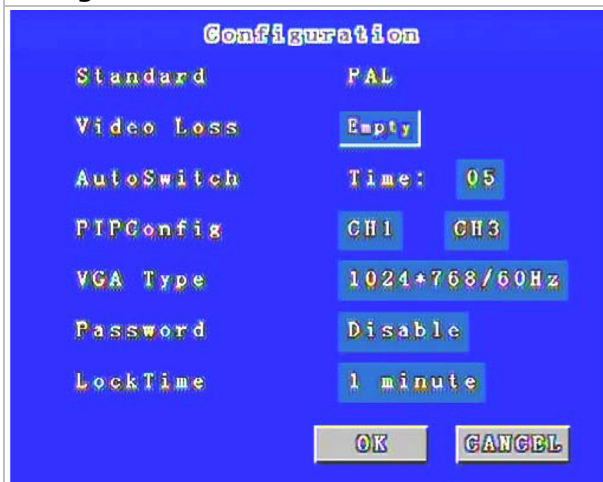 Configuration
Standard PAL
Video Loss Empty
AutoSwitch Time: 05
PIPConfig CH1 CH3
VGA Type 1024*768/60Hz
Password Disable
LockTime 1 minute
OK CANCEL